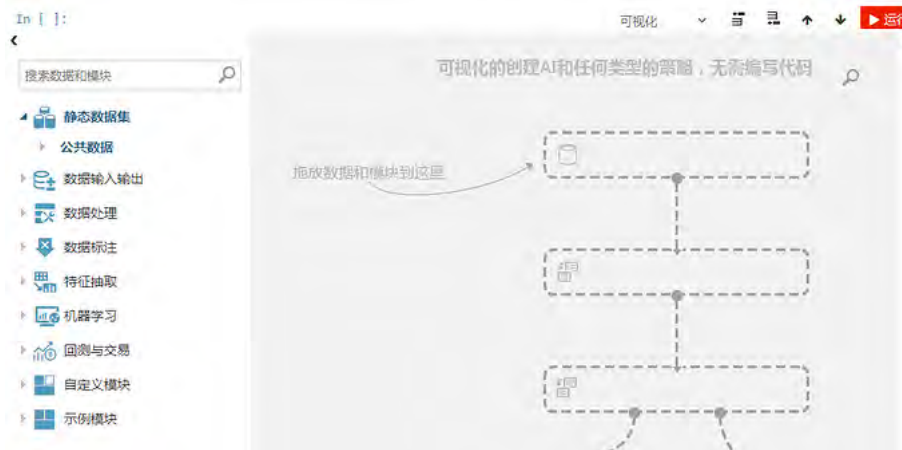 In [ ]:
可视化
运行
搜索数据和模块
可视化的创建AI和任何类型的策略，无需编写代码
静态数据集
公共数据
拖放数据和模块到这里
数据输入输出
数据处理
数据标注
特征抽取
机器学习
回测与交易
自定义模块
示例模块